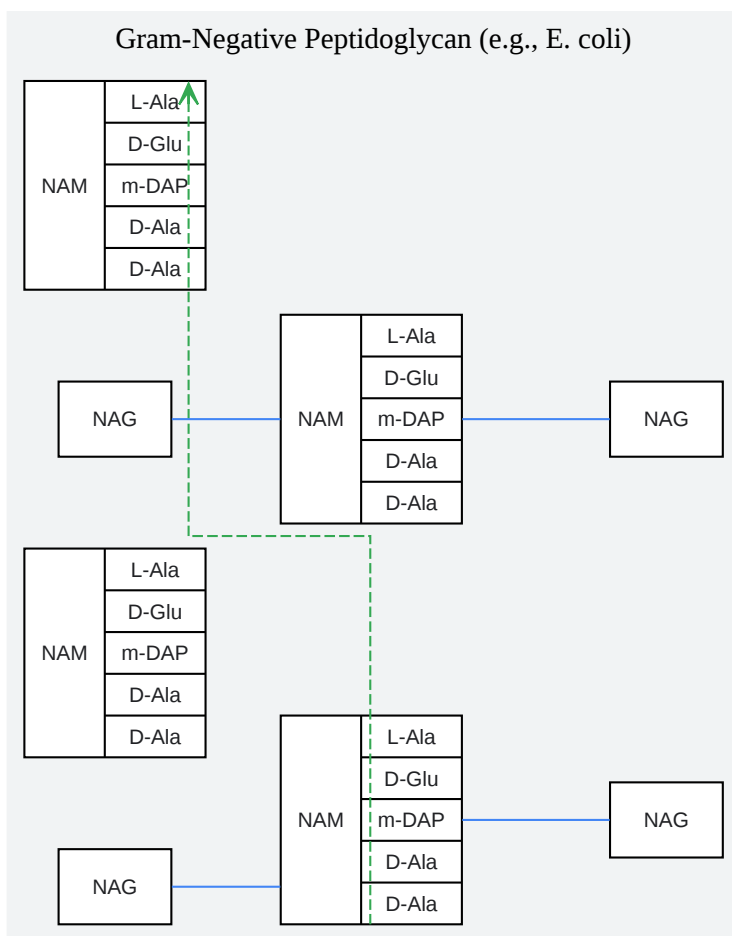 Gram-Negative Peptidoglycan (e.g., E. coli)
NAM
L-Ala
D-Glu
m-DAP
D-Ala
D-Ala
NAG
NAM
L-Ala
D-Glu
m-DAP
D-Ala
D-Ala
NAG
NAM
L-Ala
D-Glu
m-DAP
D-Ala
D-Ala
NAG
NAM
L-Ala
D-Glu
m-DAP
D-Ala
D-Ala
NAG